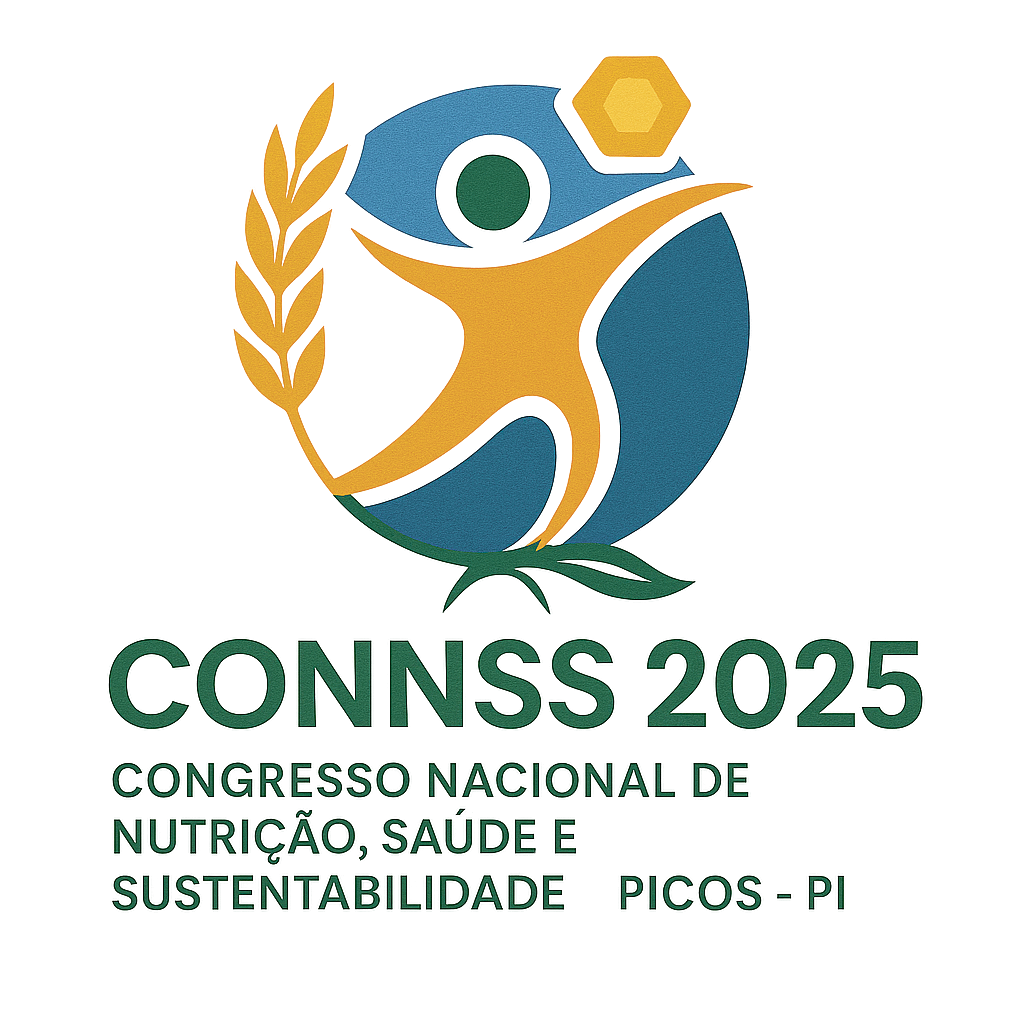 CONNSS 2025
CONGRESSO NACIONAL DE
NUTRIÇÃO, SAÚDE E
SUSTENTABILIDADE PICOS - PI